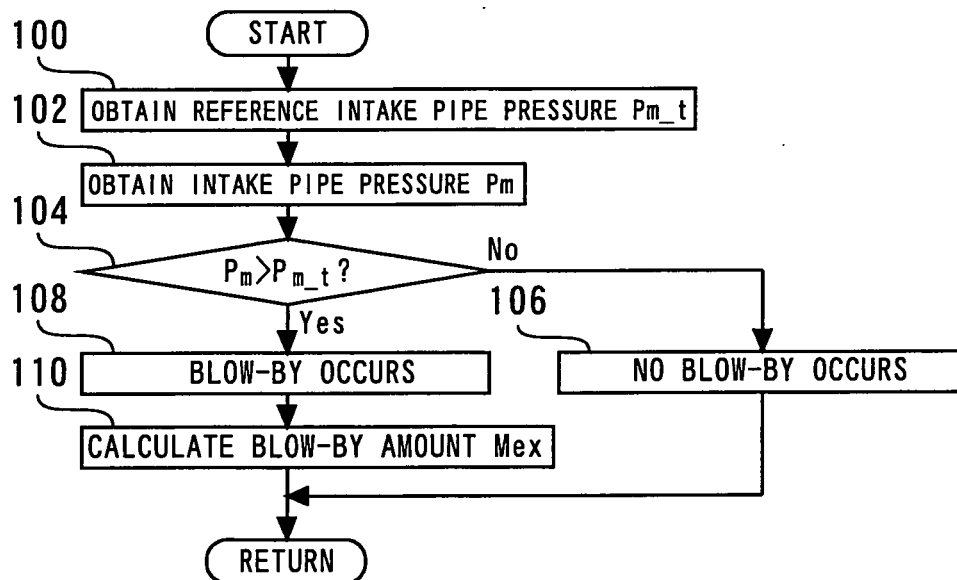 START
100
OBTAIN REFERENCE INTAKE PIPE PRESSURE Pm_t
102
OBTAIN INTAKE PIPE PRESSURE Pm
104
Pm>Pm_t?
No
Yes
108
BLOW-BY OCCURS
106
NO BLOW-BY OCCURS
110
CALCULATE BLOW-BY AMOUNT Mex
RETURN